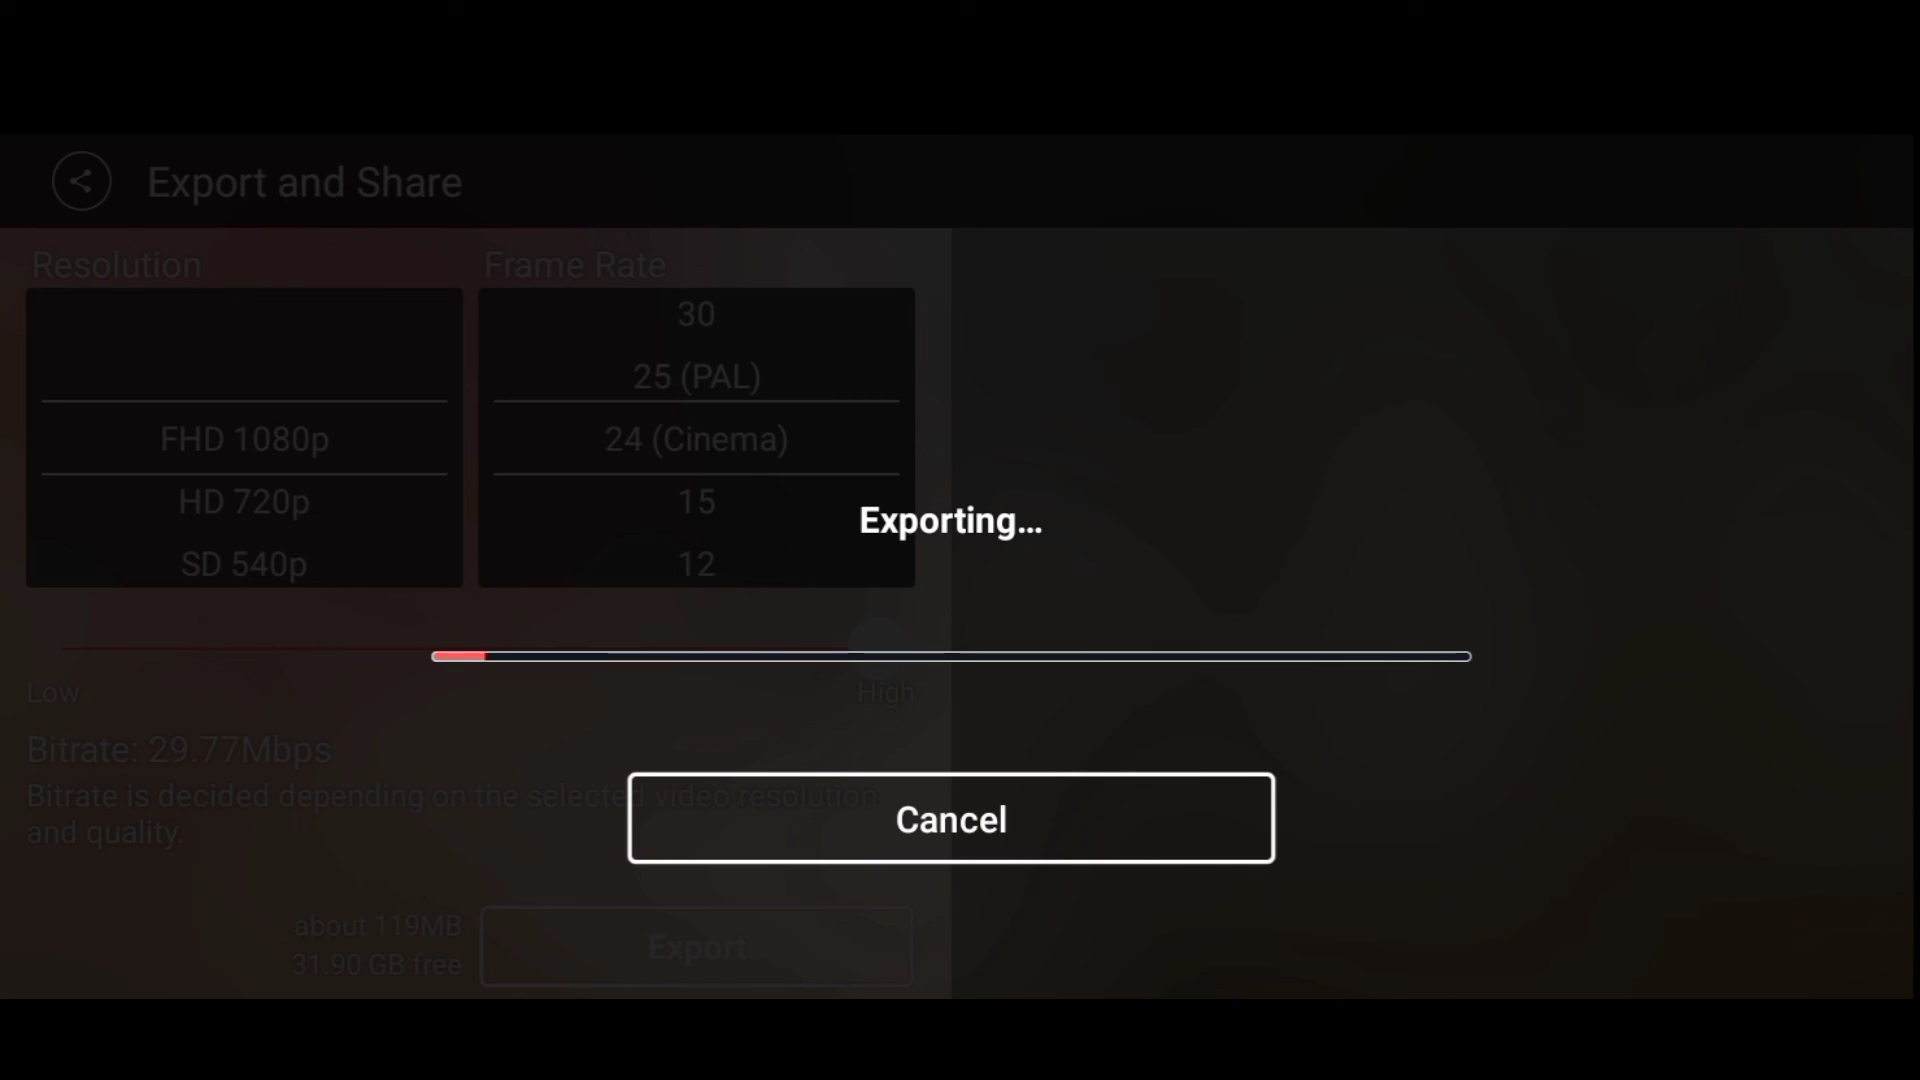 Export and Share
Resolution
Frame Rate
30
25 (PAL)
FHD 1080p
24 (Cinema)
HD 720p
15
SD 540p
12
Exporting...
Low
High
Bitrate: 29.77Mbps
Bitrate is decided depending on the selected video resolution
and quality.
Cancel
about 119MB
31.90 GB free
Export